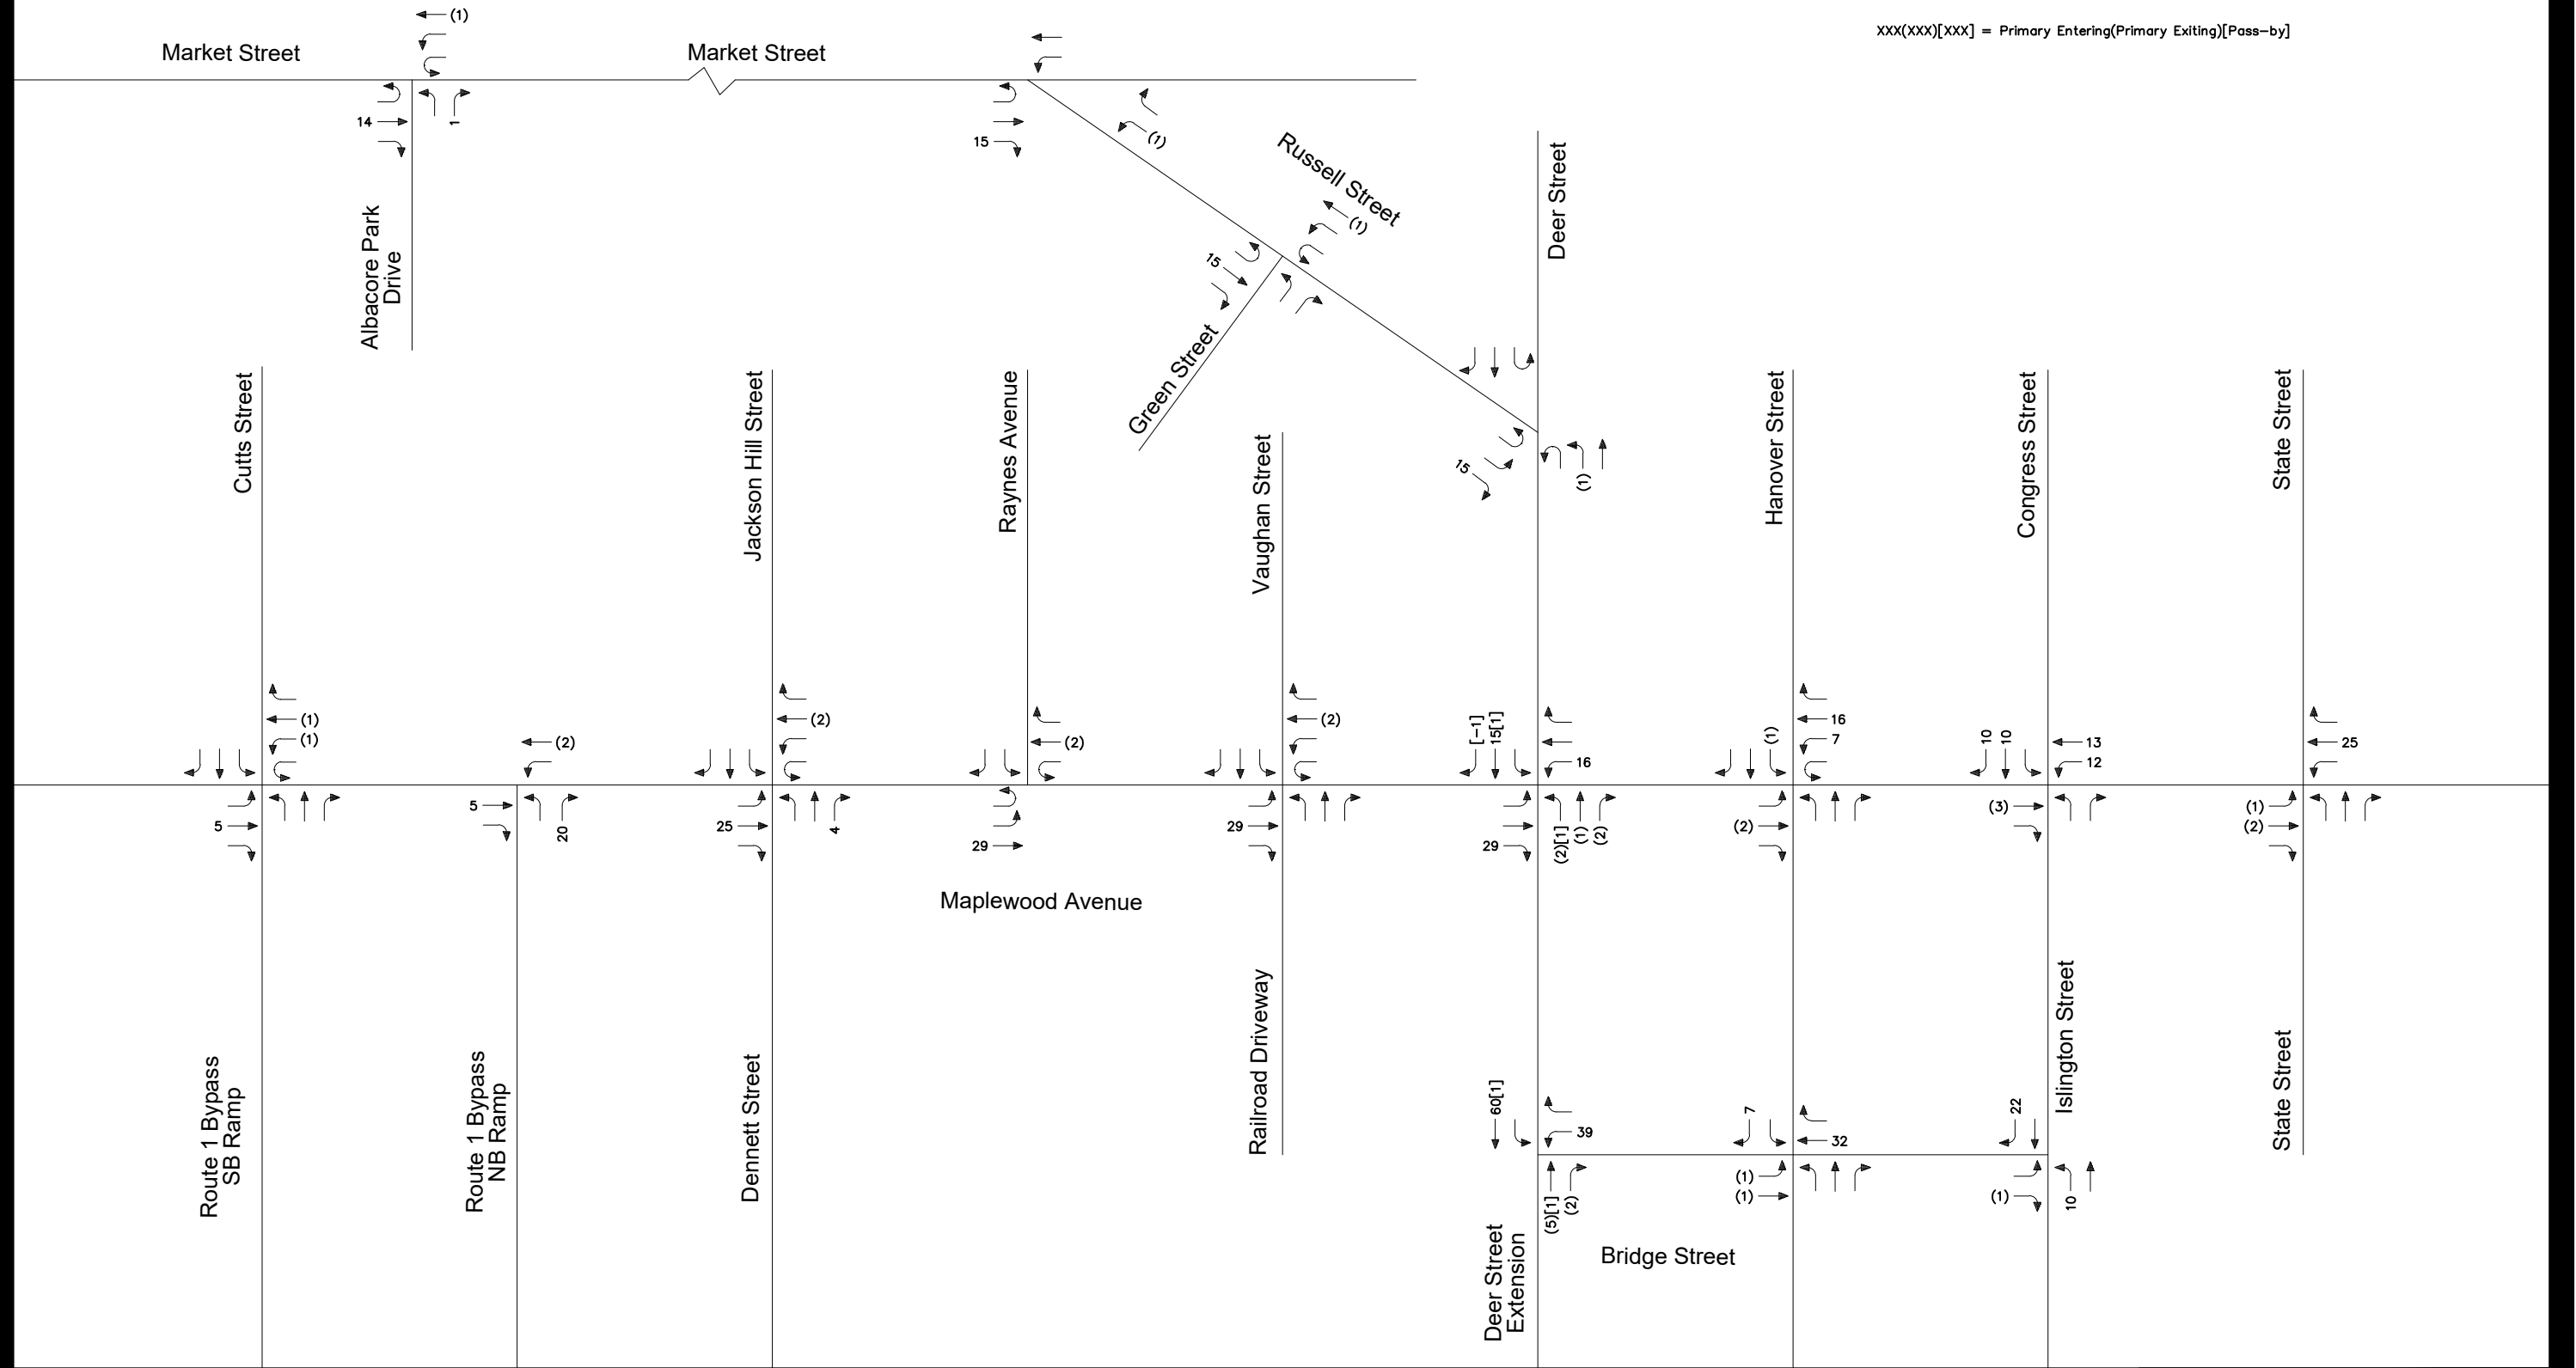 (1)
XXX(XXX)[XXX] = Primary Entering(Primary Exiting)[Pass-by]
Market Street
Market Street
14
1
15
(1)
Russell Street
Deer Street
Albacore Park
Drive
(1)
15
Green Street
15
(1)
Cutts Street
Jackson Hill Street
Raynes Avenue
Vaughan Street
Hanover Street
Congress Street
State Street
(1)
(1)
(2)
(2)
(2)
(2)
[-1]
15[1]
16
(1)
16
7
10
10
13
12
25
5
5
20
25
4
29
29
29
(2)[1]
(1)
(2)
(2)
(3)
(1)
(2)
Maplewood Avenue
Route 1 Bypass
SB Ramp
Route 1 Bypass
NB Ramp
Dennett Street
Railroad Driveway
Islington Street
State Street
60[1]
39
7
32
22
(5)[1]
(2)
(1)
(1)
(1)
10
Deer Street
Extension
Bridge Street